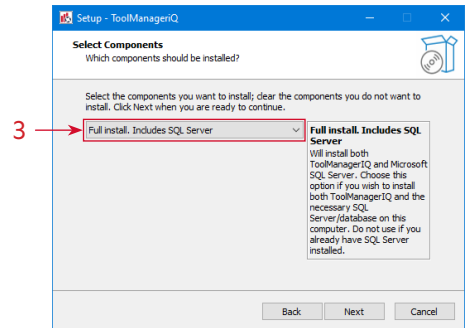 Setup - ToolManageriQ
Select Components
Which components should be installed?
Select the components you want to install; clear the components you do not want to
install. Click Next when you are ready to continue.
3
Full install. Includes SQL Server
Full install. Includes SQL
Server
Will install both
ToolManagerIQ and Microsoft
SQL Server. Choose this
option if you wish to install
both ToolManagerIQ and the
necessary SQL
Server/database on this
computer. Do not use if you
already have SQL Server
installed.
Back
Next
Cancel